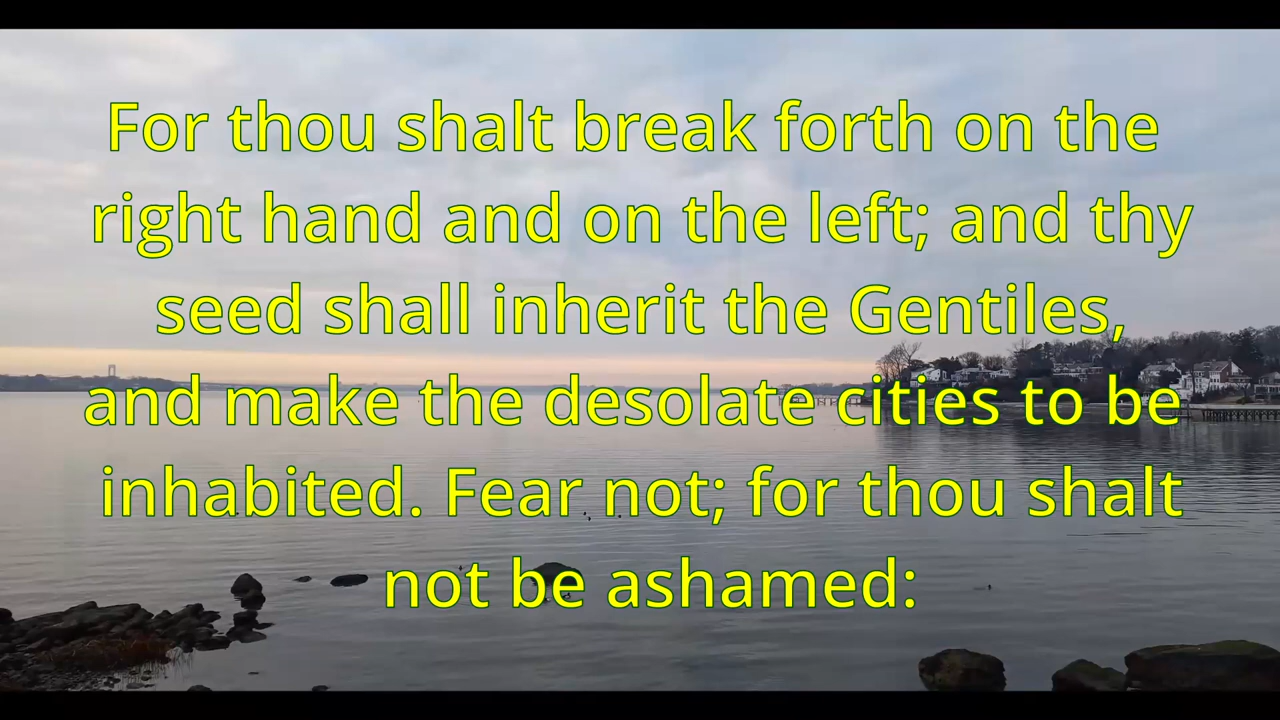 For thou shalt break forth on the
right hand and on the left; and thy
seed shall inherit the Gentiles,
and make the desolate cities to be
inhabited. Fear not; for thou shalt
not be ashamed: